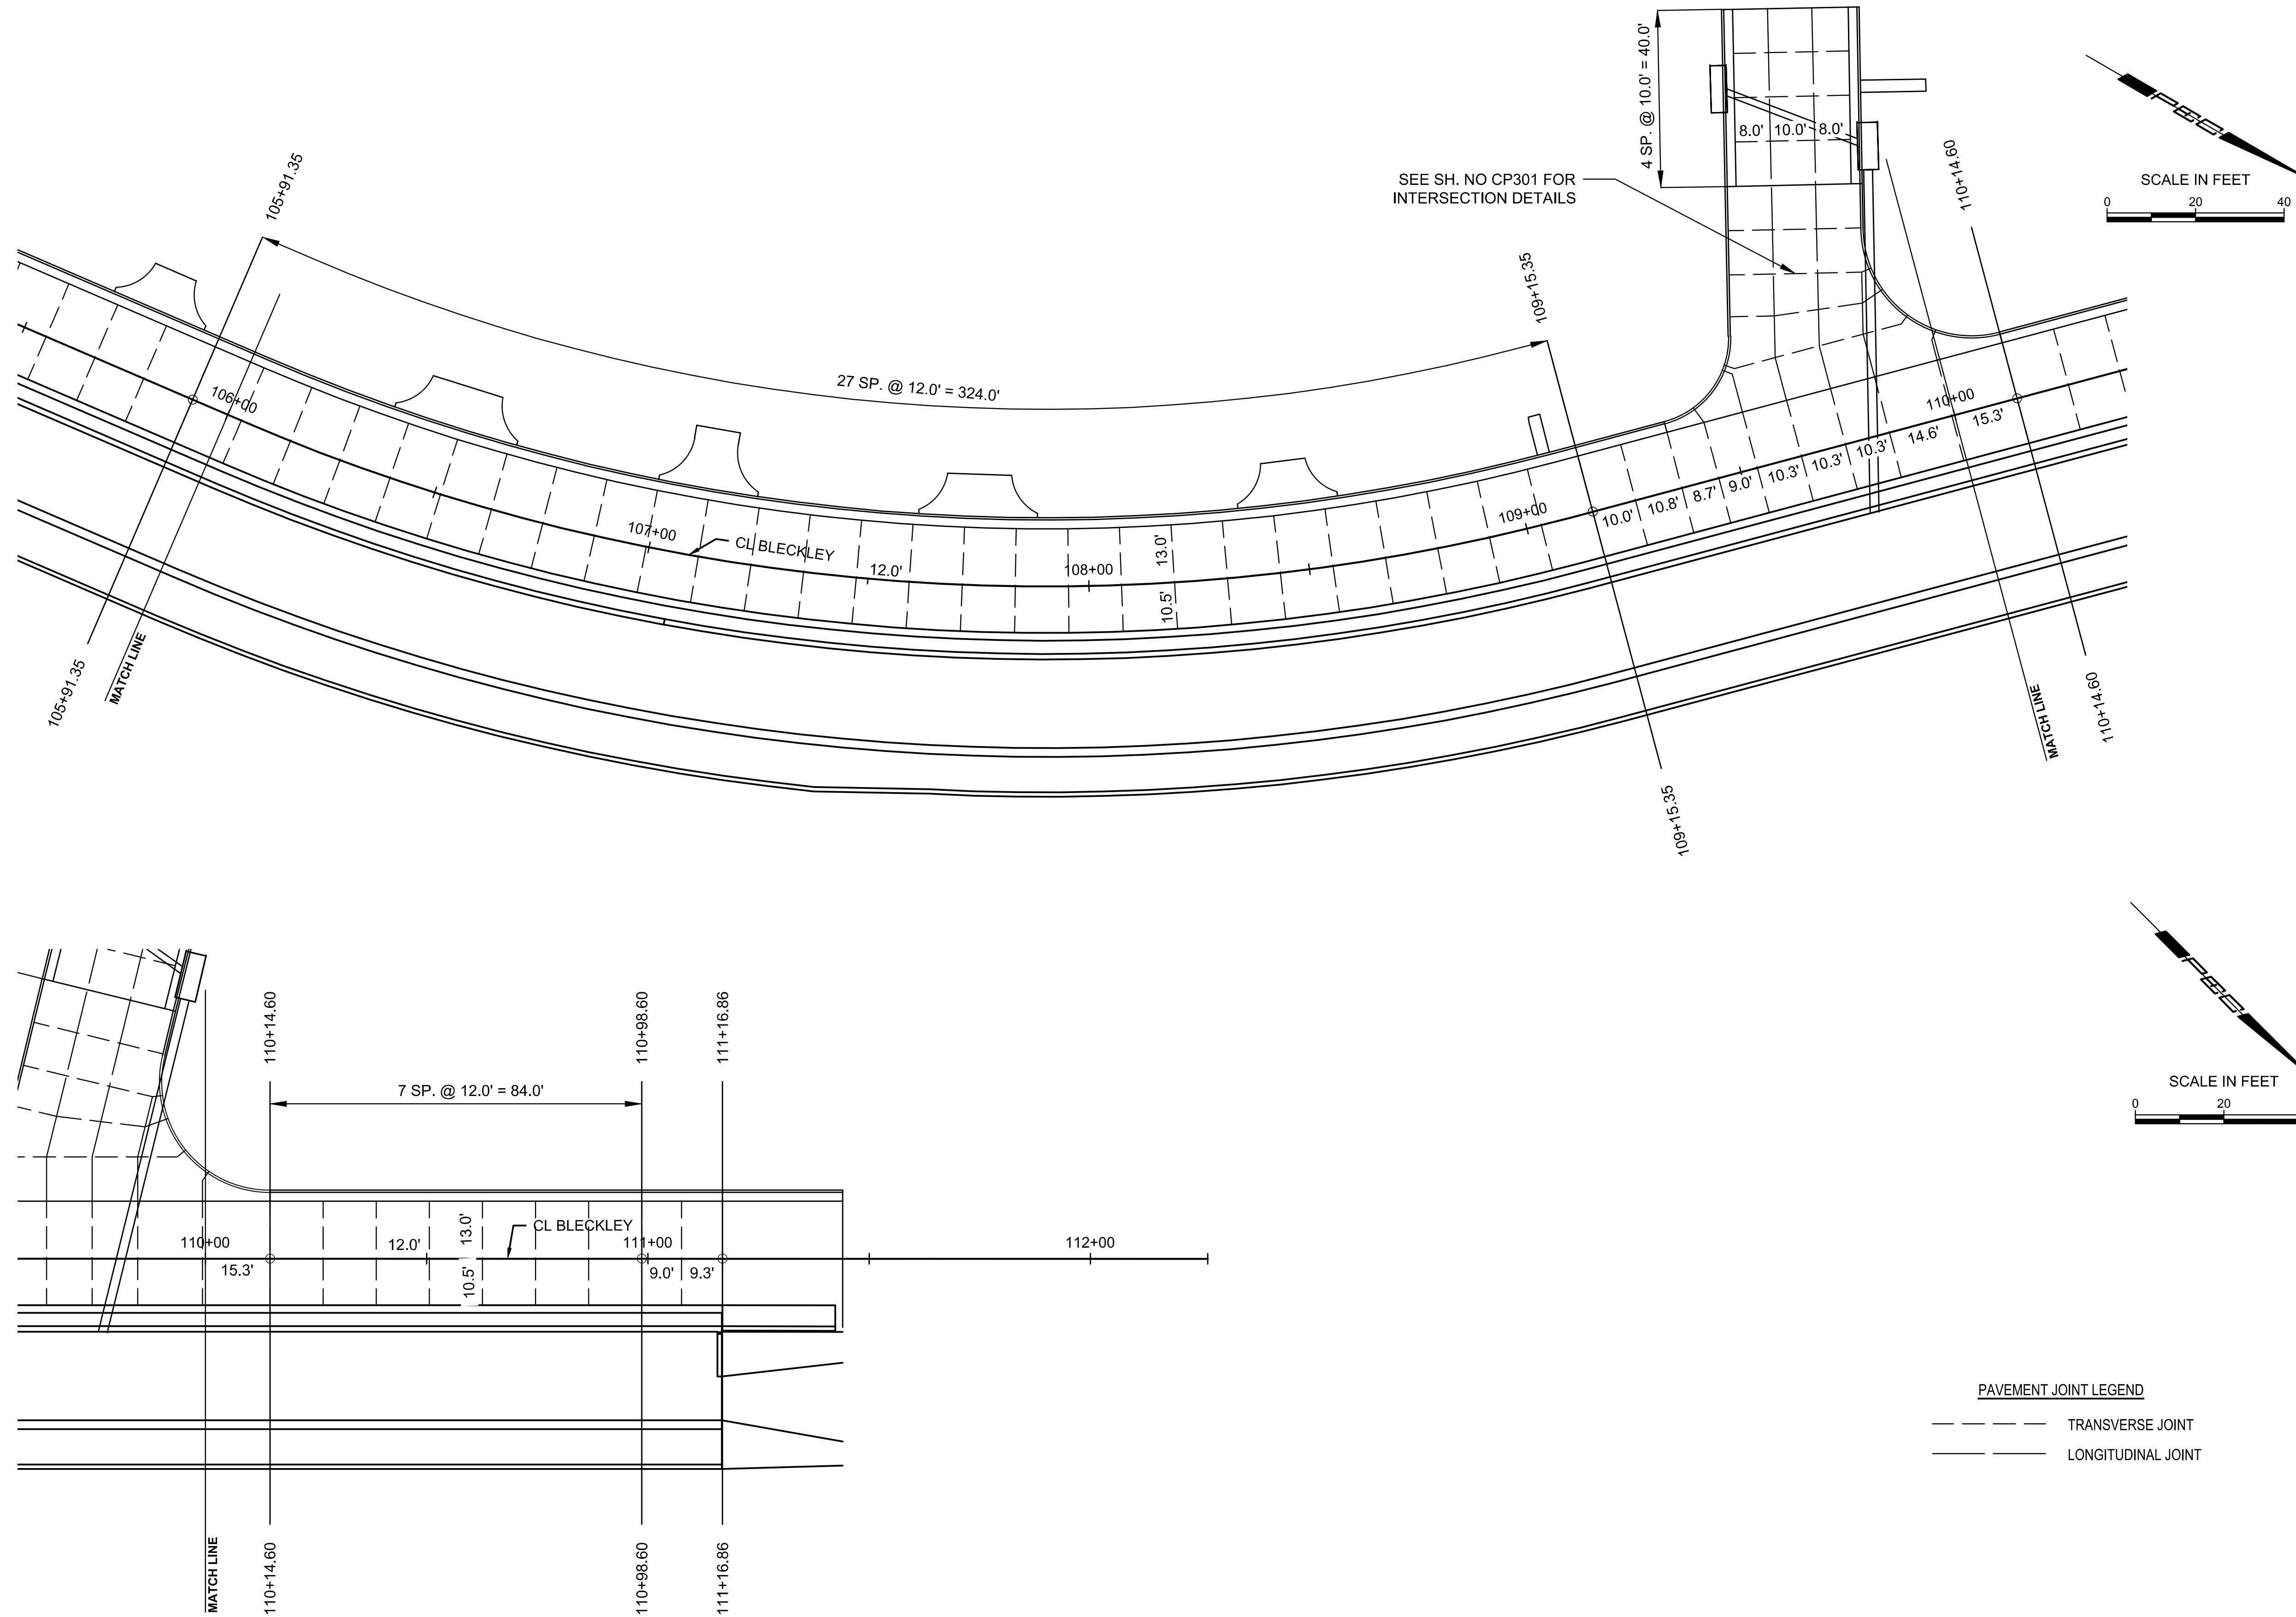 4 SP. @ 10.0' = 40.0'
8.0' 10.0' 8.0'
SEE SH. NO CP301 FOR
INTERSECTION DETAILS
SCALE IN FEET
0 20 40
105+91.35
109+15.35
110+14.60
27 SP. @ 12.0' = 324.0'
106+00
107+00
CL BLECKLEY
12.0'
108+00
13.0'
10.5'
109+00
10.0'
10.8'
8.7'
9.0'
10.3'
10.3'
10.3'
14.6'
110+00
15.3'
105+91.35
MATCH LINE
109+15.35
MATCH LINE
110+14.60
110+14.60
110+98.60
111+16.86
7 SP. @ 12.0' = 84.0'
SCALE IN FEET
0 20
110+00
15.3'
12.0'
13.0'
10.5'
CL BLECKLEY
111+00
9.0'
9.3'
112+00
MATCH LINE
110+14.60
110+98.60
111+16.86
PAVEMENT JOINT LEGEND
TRANSVERSE JOINT
LONGITUDINAL JOINT